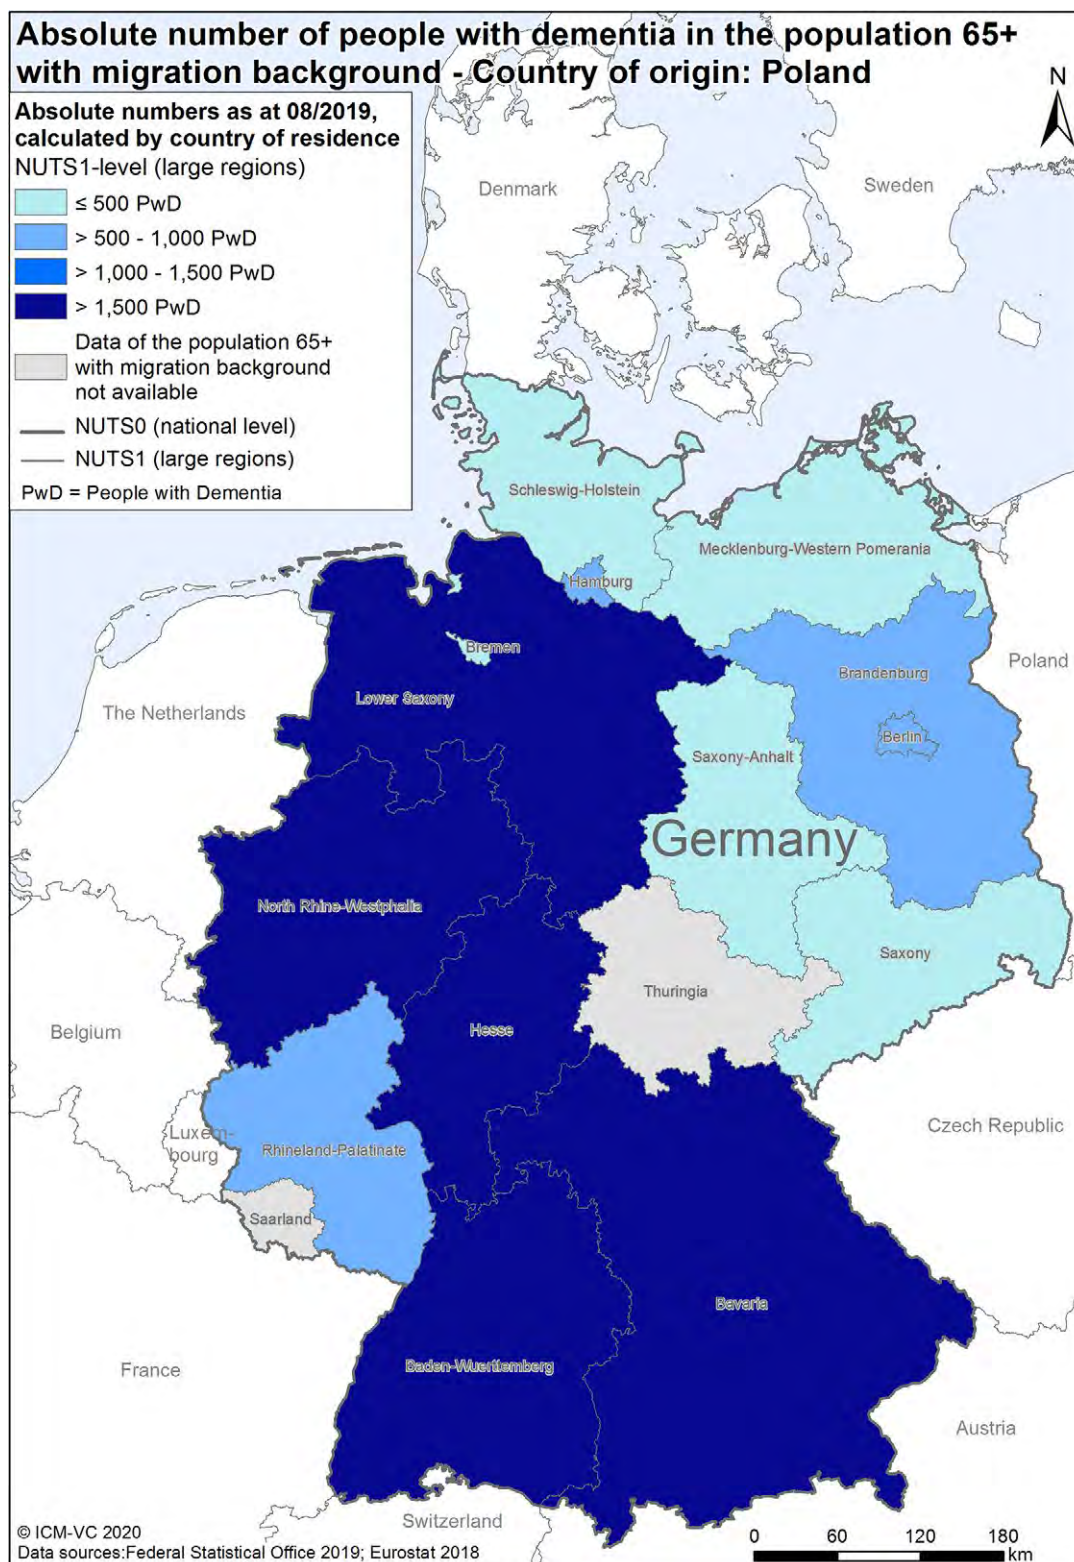 Absolute number of people with dementia in the population 65+
with migration background - Country of origin: Poland
Absolute numbers as at 08/2019,
calculated by country of residence
NUTS1-level (large regions)
≤ 500 PwD
> 500 - 1,000 PwD
> 1,000 - 1,500 PwD
> 1,500 PwD
Data of the population 65+
with migration background
not available
NUTS0 (national level)
NUTS1 (large regions)
PwD = People with Dementia
N
Denmark
Sweden
Schleswig-Holstein
Mecklenburg-Western Pomerania
Hamburg
Bremen
Poland
Brandenburg
Lower Saxony
The Netherlands
Berlin
Saxony-Anhalt
Germany
North Rhine-Westphalia
Saxony
Thuringia
Belgium
Hesse
Czech Republic
Luxem-
bourg
Rhineland-Palatinate
Saarland
Bavaria
France
Baden-Wuerttemberg
Austria
Switzerland
© ICM-VC 2020
Data sources:Federal Statistical Office 2019; Eurostat 2018
0 60 120 180
km